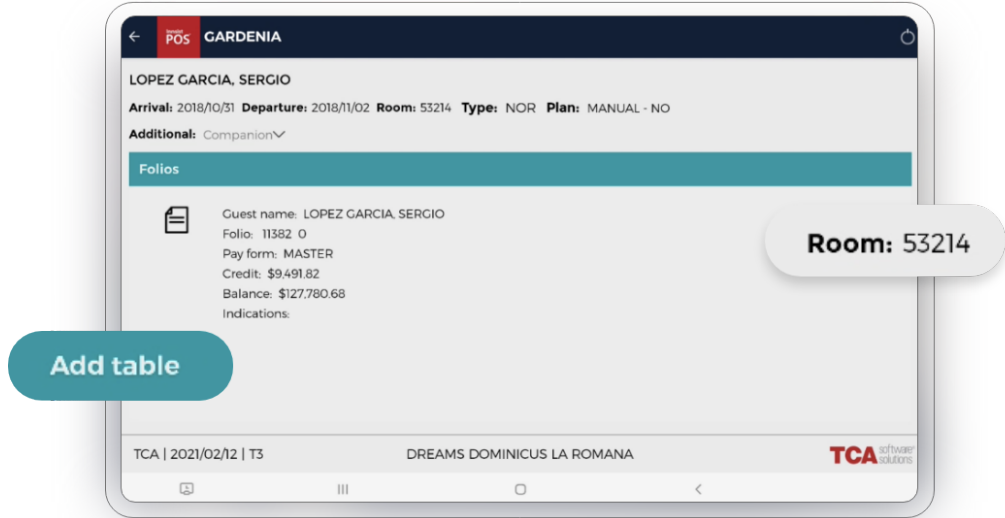 POS GARDENIA
LOPEZ GARCIA, SERGIO
Arrival: 2018/10/31 Departure: 2018/11/02 Room: 53214 Type: NOR Plan: MANUAL - NO
Additional: Companion
Folios
Guest name: LOPEZ GARCIA, SERGIO
Folio: 11382 0
Pay form: MASTER
Credit: $9,491.82
Balance: $127,780.68
Indications:
Room: 53214
Add table
TCA | 2021/02/12 | T3 DREAMS DOMINICUS LA ROMANA TCA software solutions